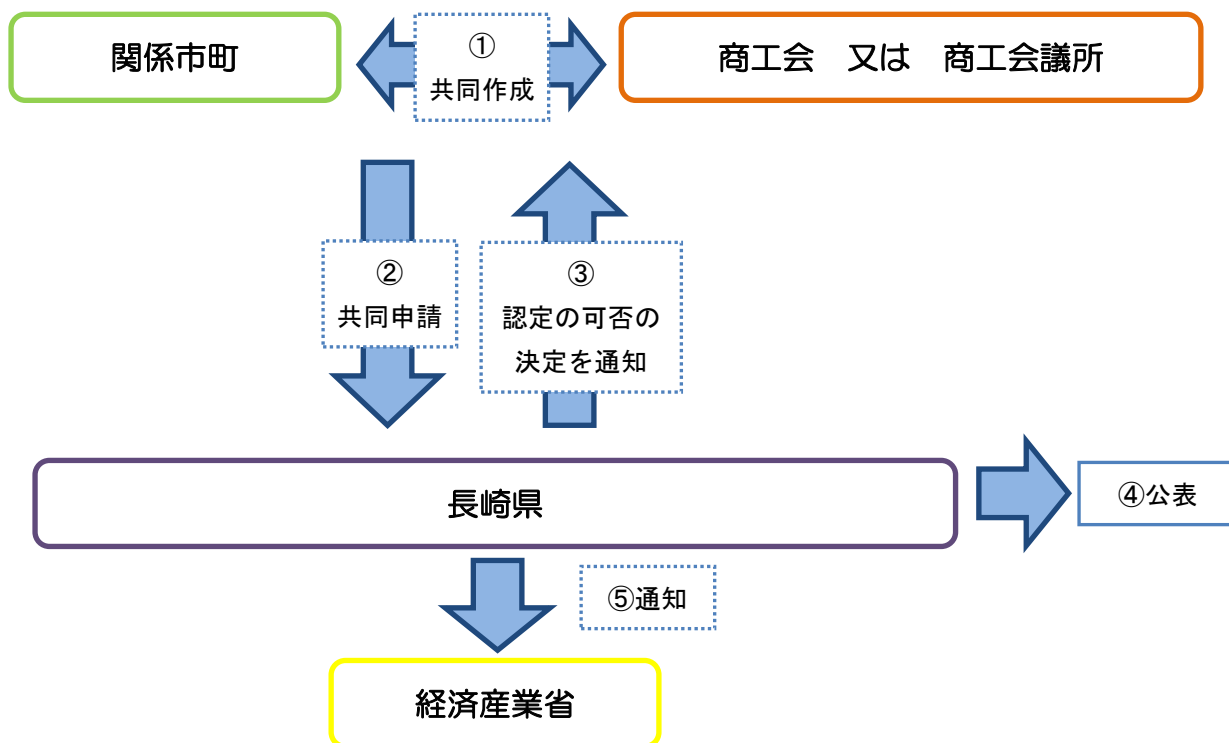 関係市町
①
共同作成
商工会　又は　商工会議所
②
共同申請
③
認定の可否の
決定を通知
長崎県
④公表
⑤通知
経済産業省